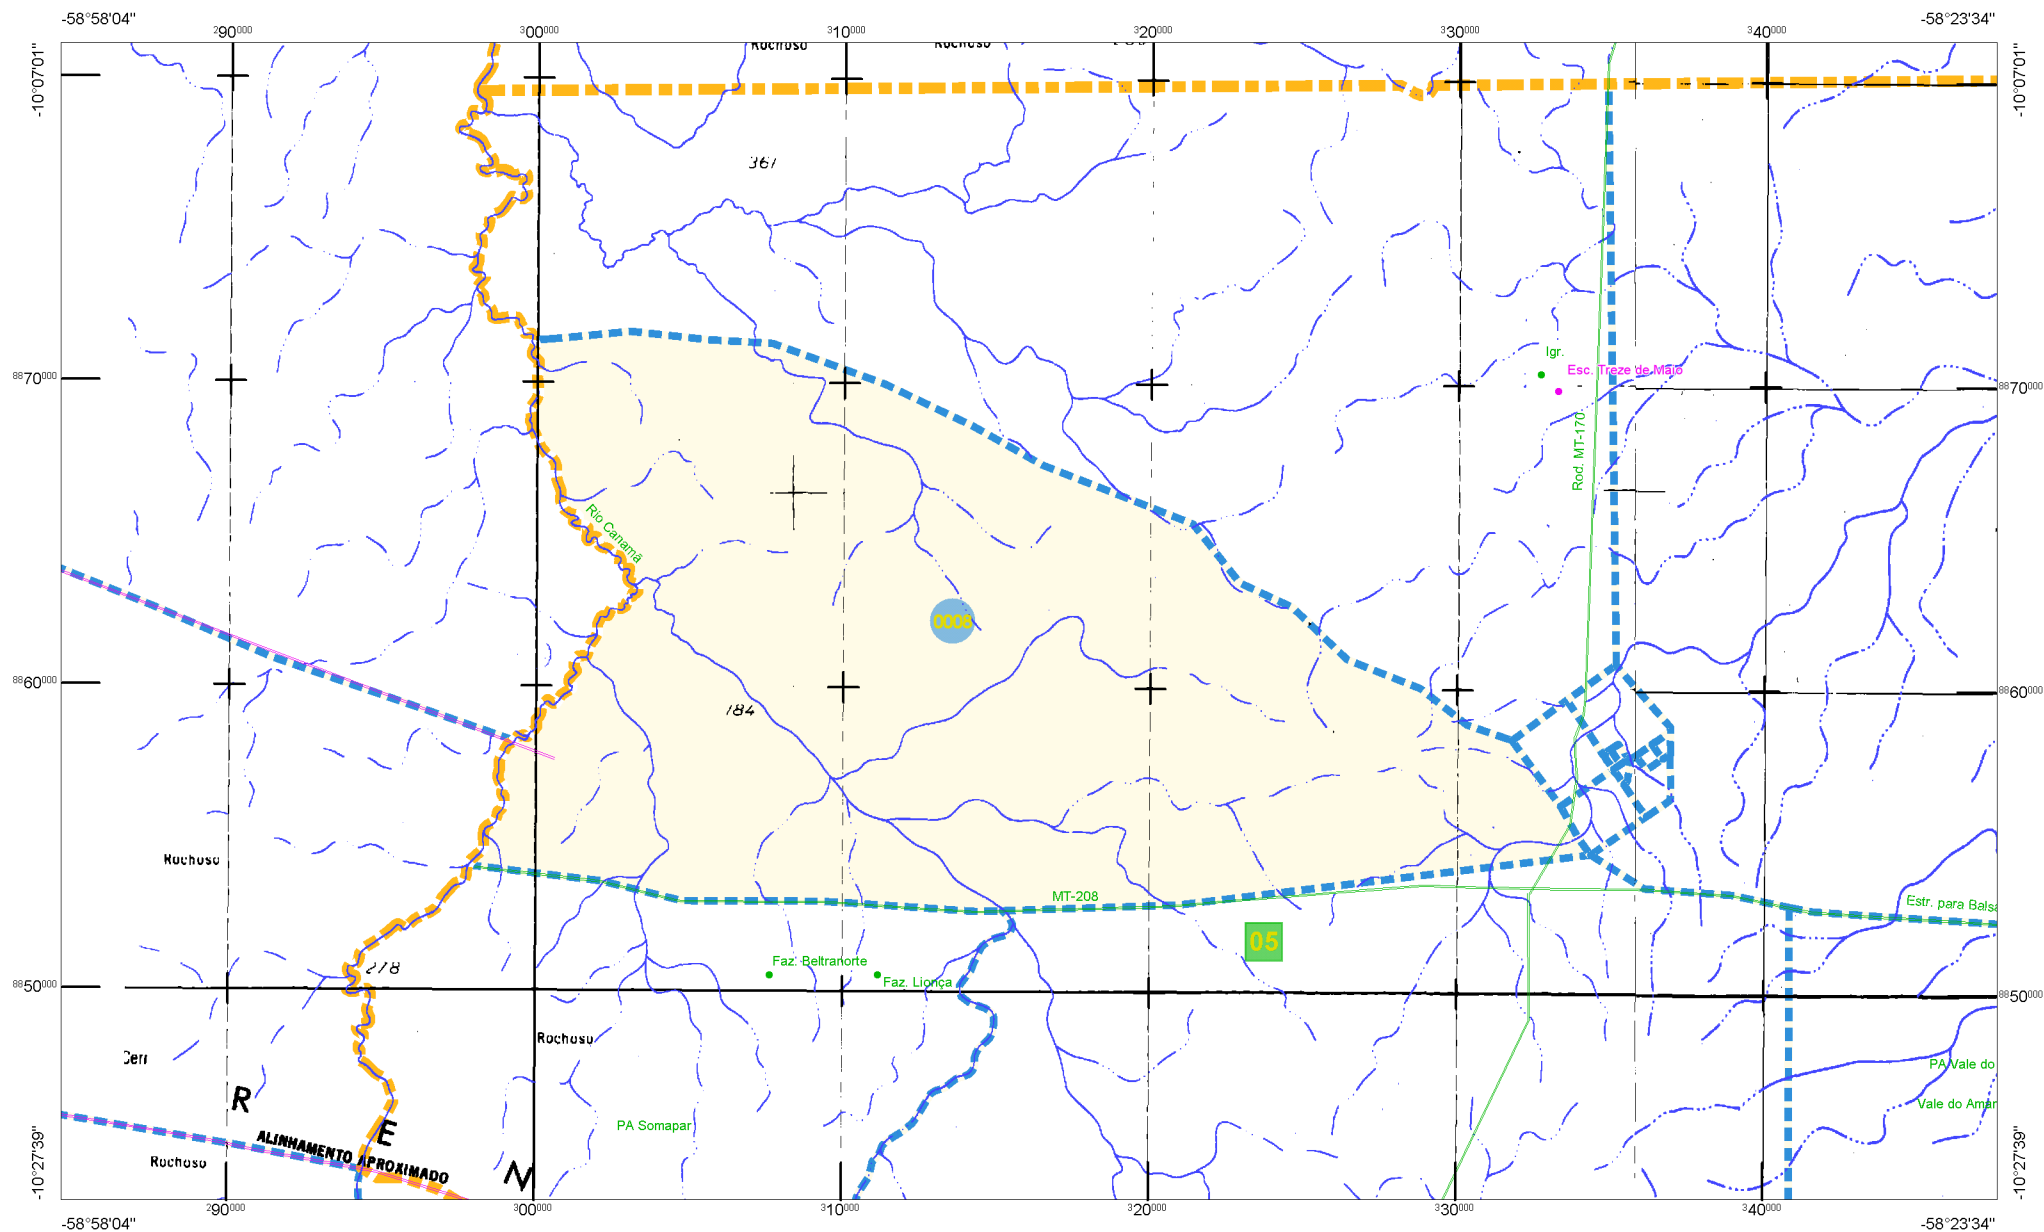 -58°58'04"
-58°23'34"
290000
300000
310000
320000
330000
340000
-10°07'01"
-10°07'01"
Rochoso
Rochoso
367
8870000
8870000
Igr.
Esc. Treze de Maio
Rod. MT-170
Rio Canamã
0008
8860000
8860000
184
Rochoso
MT-208
Estr. para Balsa
05
278
Faz. Beltranorte
Faz. Lionça
8850000
8850000
Rochoso
Cerr
PA Vale do
Vale do Amar
R
E
N
PA Somapar
ALINHAMENTO APROXIMADO
Rochoso
-10°27'39"
-10°27'39"
290000
300000
310000
320000
330000
340000
-58°58'04"
-58°23'34"